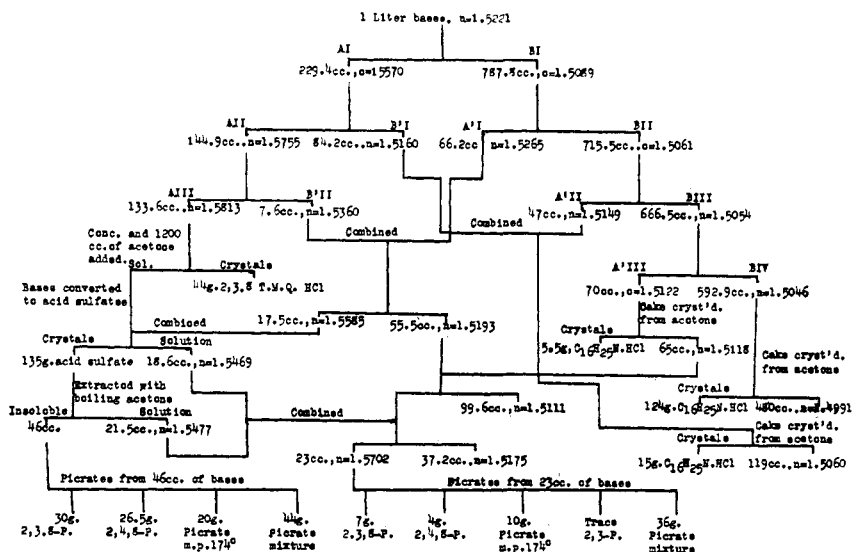 1 Liter bases, n=1.5221
AI BI
229.4cc.,n=15570 787.8cc.,n=1.5089
AII B'I A'I BII
144.9cc.,n=1.5755 84.2cc.,n=1.5160 66.2cc n=1.5265 715.5cc.,n=1.5061
AIII B'II A'II BIII
133.6cc.,n=1.5813 7.6cc.,n=1.5360 47cc.,n=1.5149 666.5cc.,n=1.5054
Conc. and 1200
cc.of acetone
added.
Combined Combined
Sol. Crystals
44g.2,3,8 T.M.Q. HCl
A'III BIV
70cc.,n=1.5122 592.9cc.,n=1.5046
Bases converted
to acid sulfates
Cake cryst'd.
from acetone
Combined 17.5cc.,n=1.5585 55.5cc.,n=1.5193
Crystals Solution
135g.acid sulfate 18.6cc.,n=1.5469
Crystals
5.5g,C16H25N.HCl 65cc.,n=1.5118
Cake cryst'd.
from acetone
Extracted with
boiling acetone
Crystals
124g.C16H25N.HCl 480cc.,n=1.4991
Insoluble Solution
46cc. 21.5cc.,n=1.5477
Combined
99.6cc.,n=1.5111
Cake cryst'd.
from acetone
Crystals
15g.C16H25N.HCl 119cc.,n=1.5060
23cc.,n=1.5702 37.2cc.,n=1.5175
Picrates from 46cc. of bases Picrates from 23cc. of bases
30g. 26.5g. 20g. 44g. 7g. 4g. 10g. Trace 36g.
2,3,8-P. 2,4,8-P. Picrate Picrate 2,3,8-P. 2,4,8-P. Picrate 2,3-P. Picrate
m.p.174° mixture m.p.174° mixture